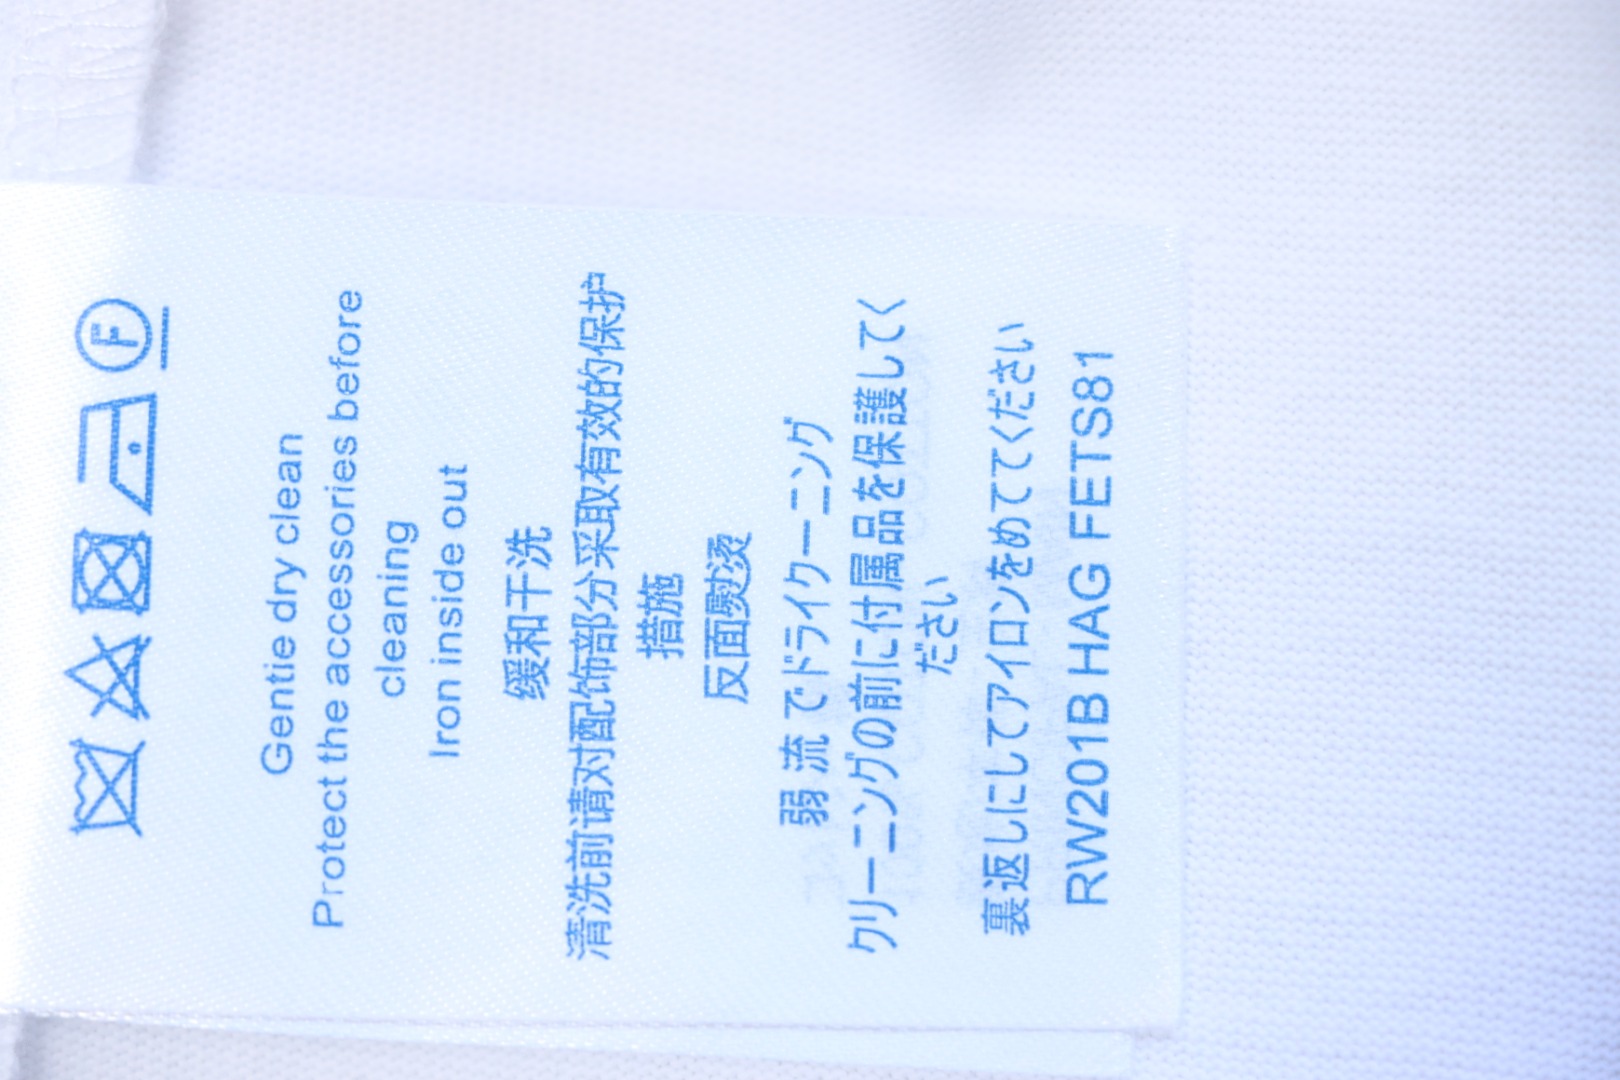 F
Gentie dry clean
Protect the accessories before
cleaning
Iron inside out
缓和干洗
清洗前请对配饰部分采取有效的保护
措施
反面熨烫
弱 流 でドライクーニング
クリーニングの前に付属品を保護してく
ださい
裏返しにしてアイロンをめててください
RW201B HAG FETS81